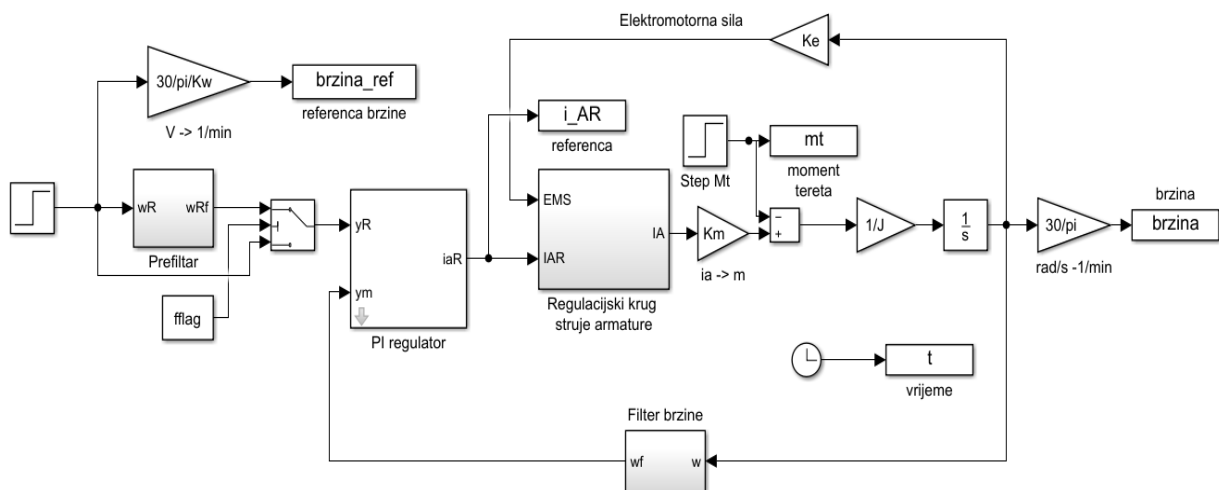 Elektromotorna sila
Ke
30/pi/Kw
V -> 1/min
brzina_ref
referenca brzine
i_AR
referenca
Step Mt
mt
moment
tereta
wR
wRf
Prefiltar
fflag
yR
ym
iaR
PI regulator
EMS
IAR
IA
Regulacijski krug
struje armature
Km
ia -> m
−
+
1/J
1
s
30/pi
rad/s -1/min
brzina
brzina
t
vrijeme
Filter brzine
wf
w